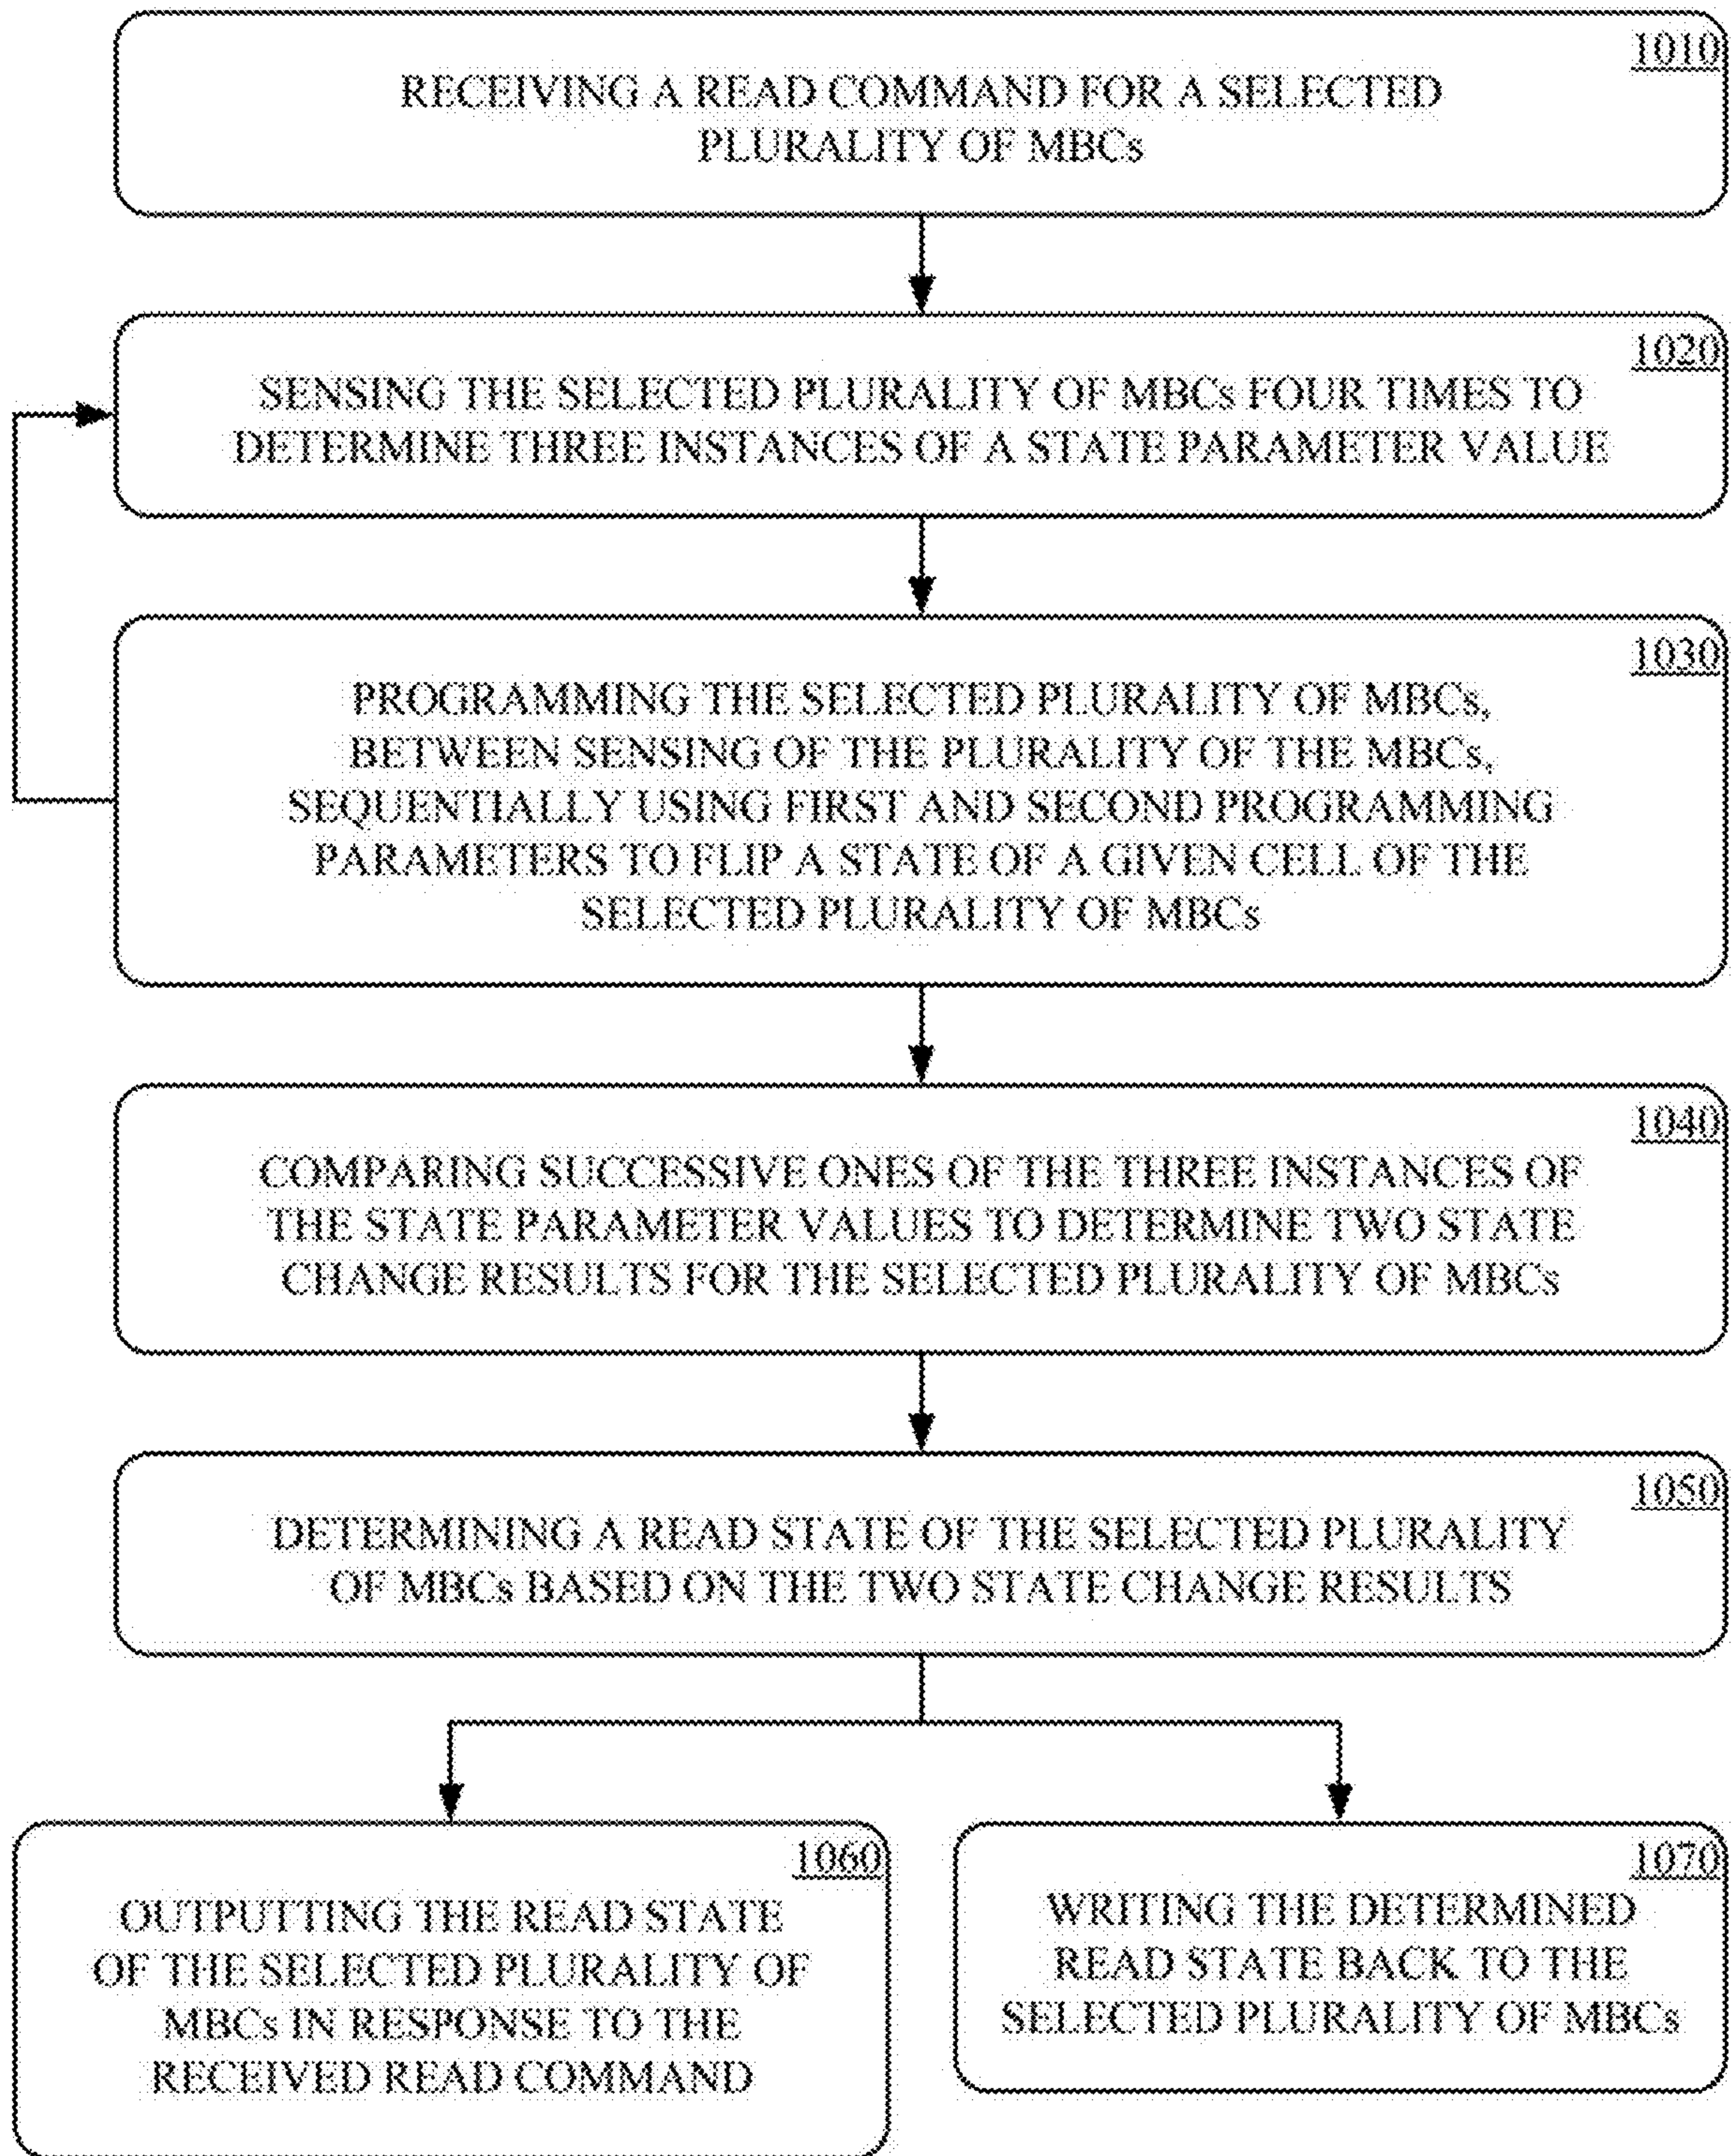 1010
RECEIVING A READ COMMAND FOR A SELECTED
PLURALITY OF MBCs
1020
SENSING THE SELECTED PLURALITY OF MBCs FOUR TIMES TO
DETERMINE THREE INSTANCES OF A STATE PARAMETER VALUE
1030
PROGRAMMING THE SELECTED PLURALITY OF MBCs,
BETWEEN SENSING OF THE PLURALITY OF THE MBCs,
SEQUENTIALLY USING FIRST AND SECOND PROGRAMMING
PARAMETERS TO FLIP A STATE OF A GIVEN CELL OF THE
SELECTED PLURALITY OF MBCs
1040
COMPARING SUCCESSIVE ONES OF THE THREE INSTANCES OF
THE STATE PARAMETER VALUES TO DETERMINE TWO STATE
CHANGE RESULTS FOR THE SELECTED PLURALITY OF MBCs
1050
DETERMINING A READ STATE OF THE SELECTED PLURALITY
OF MBCs BASED ON THE TWO STATE CHANGE RESULTS
1060
OUTPUTTING THE READ STATE
OF THE SELECTED PLURALITY OF
MBCs IN RESPONSE TO THE
RECEIVED READ COMMAND
1070
WRITING THE DETERMINED
READ STATE BACK TO THE
SELECTED PLURALITY OF MBCs